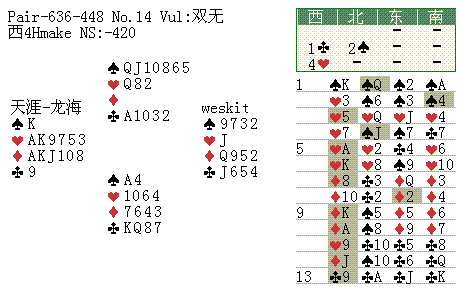 Pair-636-448 No.14 Vul:双无
西4Hmake NS:-420
♠QJ10865
♥Q82
♦
♣A1032
天涯-龙海
♠K
♥AK9753
♦AKJ108
♣9
weskit
♠9732
♥J
♦Q952
♣J654
♠A4
♥1064
♦7643
♣KQ87
西 北 东 南
– –
1♣ 2♠ – –
4♥ – – –
1 ♠K ♠Q ♠2 ♠A
♥3 ♠6 ♠3 ♠4
♥5 ♥Q ♥J ♥4
♥7 ♠J ♠7 ♣7
5 ♥A ♥2 ♣4 ♥6
♥K ♥8 ♠9 ♥10
♦8 ♣3 ♦Q ♦3
♦10 ♣2 ♦2 ♦4
9 ♦K ♠5 ♦5 ♦6
♦A ♠8 ♦9 ♦7
♥9 ♠10 ♣5 ♣8
♦J ♣10 ♣6 ♣Q
13 ♣9 ♣A ♣J ♣K